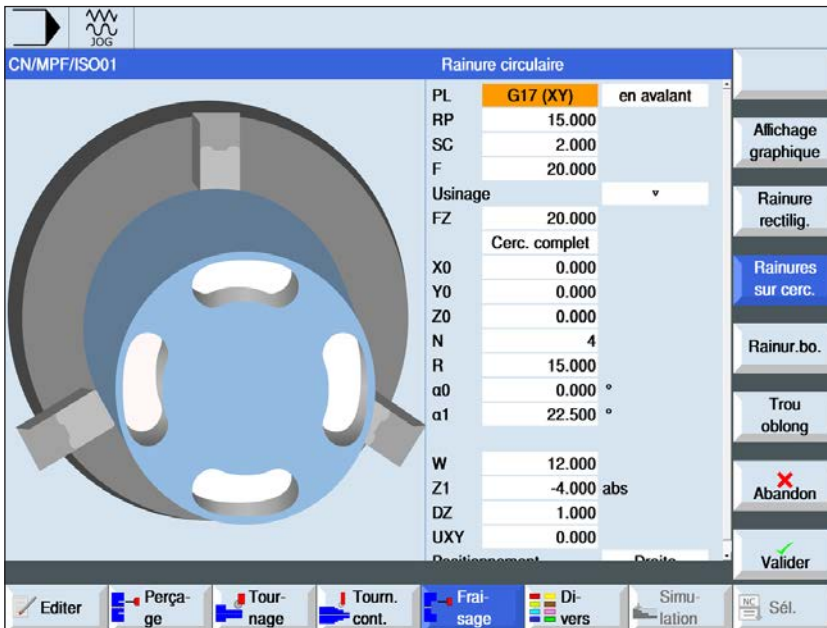 JOG
CN/MPF/ISO01
Rainure circulaire
PL G17 (XY) en avalant
RP 15.000
SC 2.000
F 20.000
Usinage ▿
FZ 20.000
Cerc. complet
X0 0.000
Y0 0.000
Z0 0.000
N 4
R 15.000
α0 0.000 °
α1 22.500 °
W 12.000
Z1 -4.000 abs
DZ 1.000
UXY 0.000
Positionnement Droite
Affichage
graphique
Rainure
rectilig.
Rainures
sur cerc.
Rainur.bo.
Trou
oblong
Abandon
Valider
Editer
Perça-
ge
Tour-
nage
Tourn.
cont.
Frai-
sage
Di-
vers
Simu-
lation
NC
Sél.